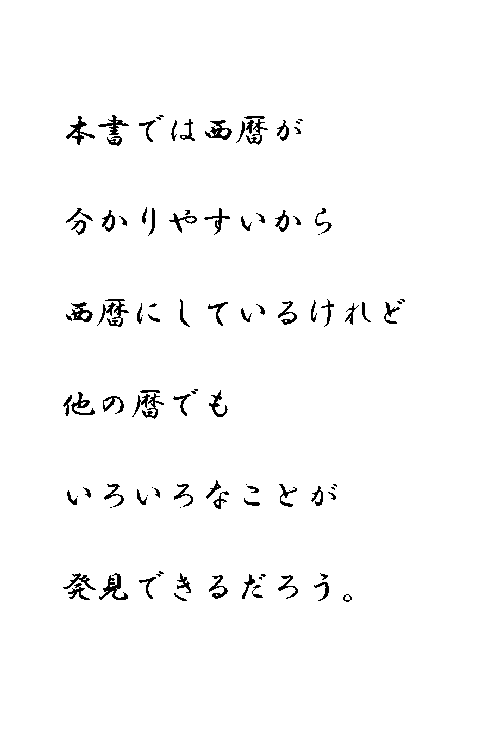 本書では西暦が
分かりやすいから
西暦にしているけれど
他の暦でも
いろいろなことが
発見できるだろう。